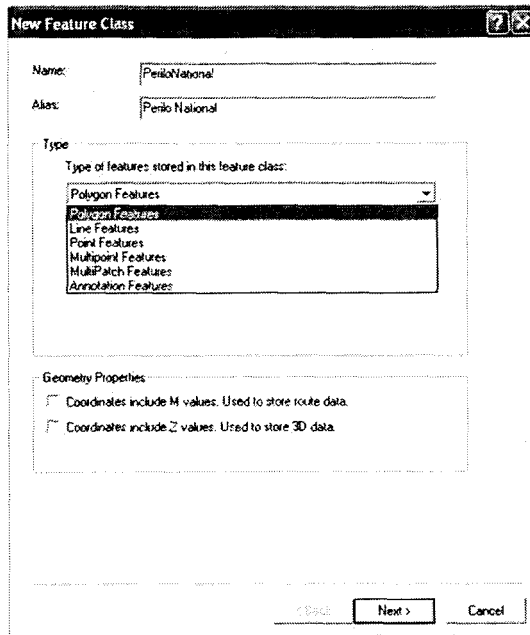 New Feature Class
Name: PeriloNational
Alias: Perilo National
Type
Type of features stored in this feature class:
Polygon Features
Polygon Features
Line Features
Point Features
Multipoint Features
MultiPatch Features
Annotation Features
Geometry Properties
Coordinates include M values. Used to store route data.
Coordinates include Z values. Used to store 3D data.
< Back Next > Cancel